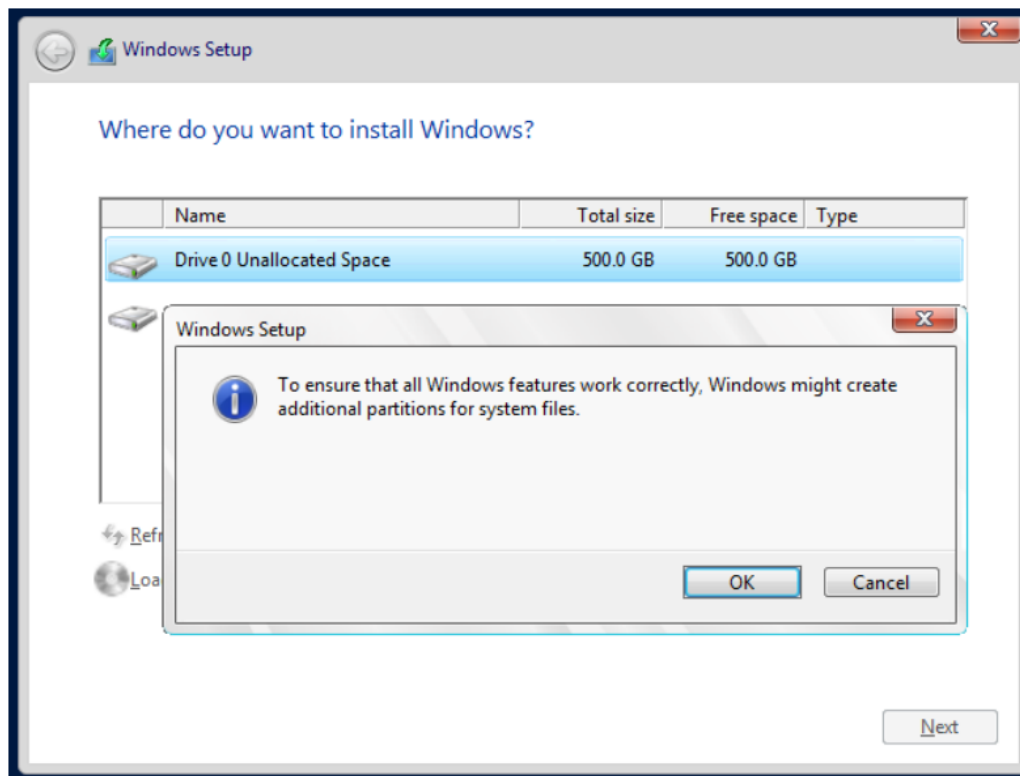 Windows Setup
Where do you want to install Windows?
Name Total size Free space Type
Drive 0 Unallocated Space 500.0 GB 500.0 GB
Windows Setup
To ensure that all Windows features work correctly, Windows might create
additional partitions for system files.
Refr
Loa
OK Cancel
Next